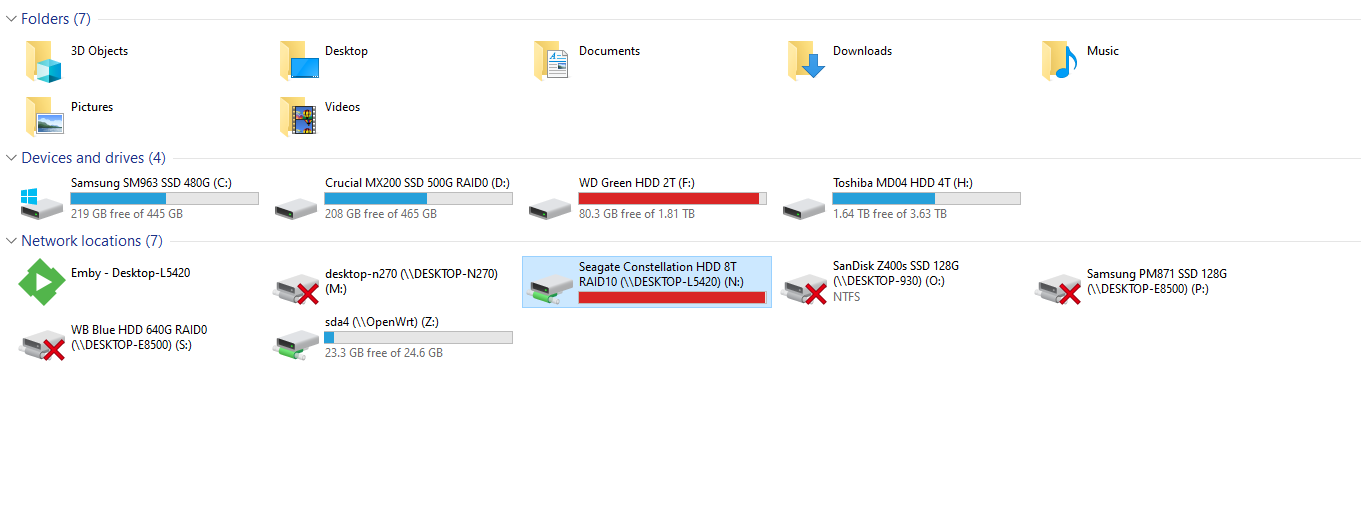 Folders (7)
3D Objects
Desktop
Documents
Downloads
Music
Pictures
Videos
Devices and drives (4)
Samsung SM963 SSD 480G (C:)
219 GB free of 445 GB
Crucial MX200 SSD 500G RAID0 (D:)
208 GB free of 465 GB
WD Green HDD 2T (F:)
80.3 GB free of 1.81 TB
Toshiba MD04 HDD 4T (H:)
1.64 TB free of 3.63 TB
Network locations (7)
Emby - Desktop-L5420
desktop-n270 (\\DESKTOP-N270)
(M:)
Seagate Constellation HDD 8T
RAID10 (\\DESKTOP-L5420) (N:)
SanDisk Z400s SSD 128G
(\\DESKTOP-930) (O:)
NTFS
Samsung PM871 SSD 128G
(\\DESKTOP-E8500) (P:)
WB Blue HDD 640G RAID0
(\\DESKTOP-E8500) (S:)
sda4 (\\OpenWrt) (Z:)
23.3 GB free of 24.6 GB